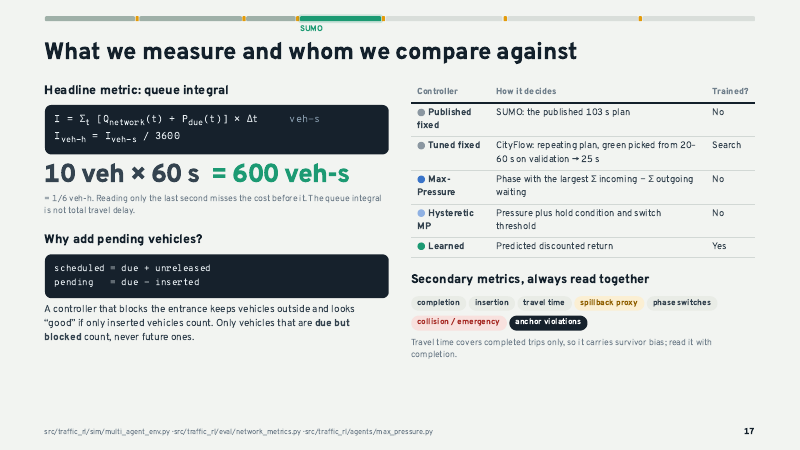 SUMO
What we measure and whom we compare against
Headline metric: queue integral
I = Σt [Qnetwork(t) + Pdue(t)] × Δt veh-s
Iveh-h = Iveh-s / 3600
10 veh × 60 s = 600 veh-s
= 1/6 veh-h. Reading only the last second misses the cost before it. The queue integral
is not total travel delay.
Why add pending vehicles?
scheduled = due + unreleased
pending = due − inserted
A controller that blocks the entrance keeps vehicles outside and looks
“good” if only inserted vehicles count. Only vehicles that are due but
blocked count, never future ones.
Controller How it decides Trained?
Published fixed SUMO: the published 103 s plan No
Tuned fixed CityFlow: repeating plan, green picked from 20–
60 s on validation → 25 s Search
Max-Pressure Phase with the largest Σ incoming − Σ outgoing
waiting No
Hysteretic MP Pressure plus hold condition and switch
threshold No
Learned Predicted discounted return Yes
Secondary metrics, always read together
completion insertion travel time spillback proxy phase switches
collision / emergency anchor violations
Travel time covers completed trips only, so it carries survivor bias; read it with
completion.
src/traffic_rl/sim/multi_agent_env.py · src/traffic_rl/eval/network_metrics.py · src/traffic_rl/agents/max_pressure.py
17